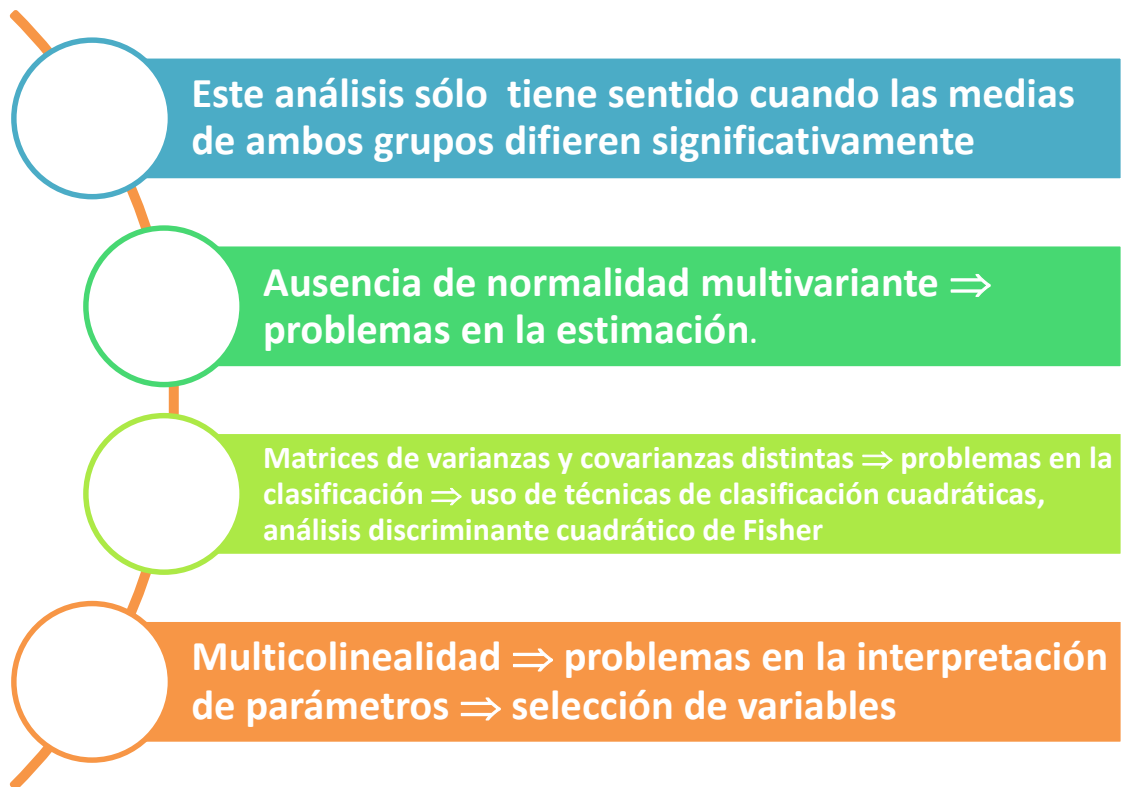 Este análisis sólo  tiene sentido cuando las medias
de ambos grupos difieren significativamente
Ausencia de normalidad multivariante ⇒
problemas en la estimación.
Matrices de varianzas y covarianzas distintas ⇒ problemas en la
clasificación ⇒ uso de técnicas de clasificación cuadráticas,
análisis discriminante cuadrático de Fisher
Multicolinealidad ⇒ problemas en la interpretación
de parámetros ⇒ selección de variables